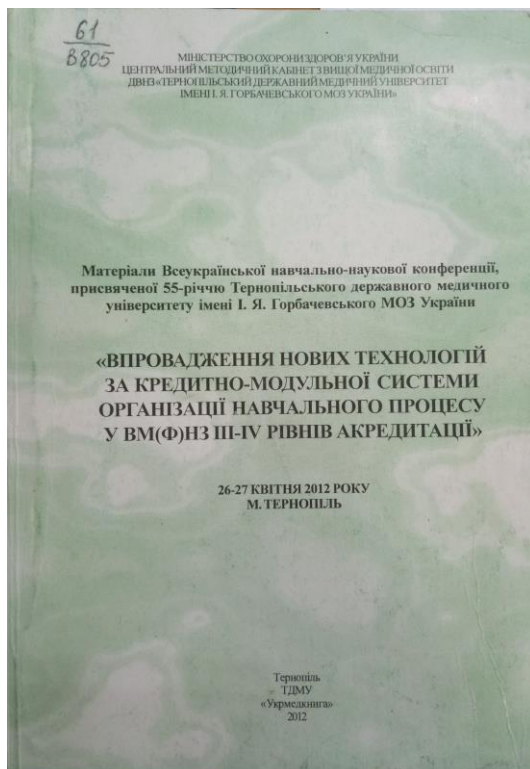 61
В805
МІНІСТЕРСТВО ОХОРОНИ ЗДОРОВ'Я УКРАЇНИ
ЦЕНТРАЛЬНИЙ МЕТОДИЧНИЙ КАБІНЕТ З ВИЩОЇ МЕДИЧНОЇ ОСВІТИ
ДВНЗ «ТЕРНОПІЛЬСЬКИЙ ДЕРЖАВНИЙ МЕДИЧНИЙ УНІВЕРСИТЕТ
ІМЕНІ І. Я. ГОРБАЧЕВСЬКОГО МОЗ УКРАЇНИ»
Матеріали Всеукраїнської навчально-наукової конференції,
присвяченої 55-річчю Тернопільського державного медичного
університету імені І. Я. Горбачевського МОЗ України
«ВПРОВАДЖЕННЯ НОВИХ ТЕХНОЛОГІЙ
ЗА КРЕДИТНО-МОДУЛЬНОЇ СИСТЕМИ
ОРГАНІЗАЦІЇ НАВЧАЛЬНОГО ПРОЦЕСУ
У ВМ(Ф)НЗ ІІІ-ІV РІВНІВ АКРЕДИТАЦІЇ»
26-27 КВІТНЯ 2012 РОКУ
М. ТЕРНОПІЛЬ
Тернопіль
ТДМУ
«Укрмедкнига»
2012